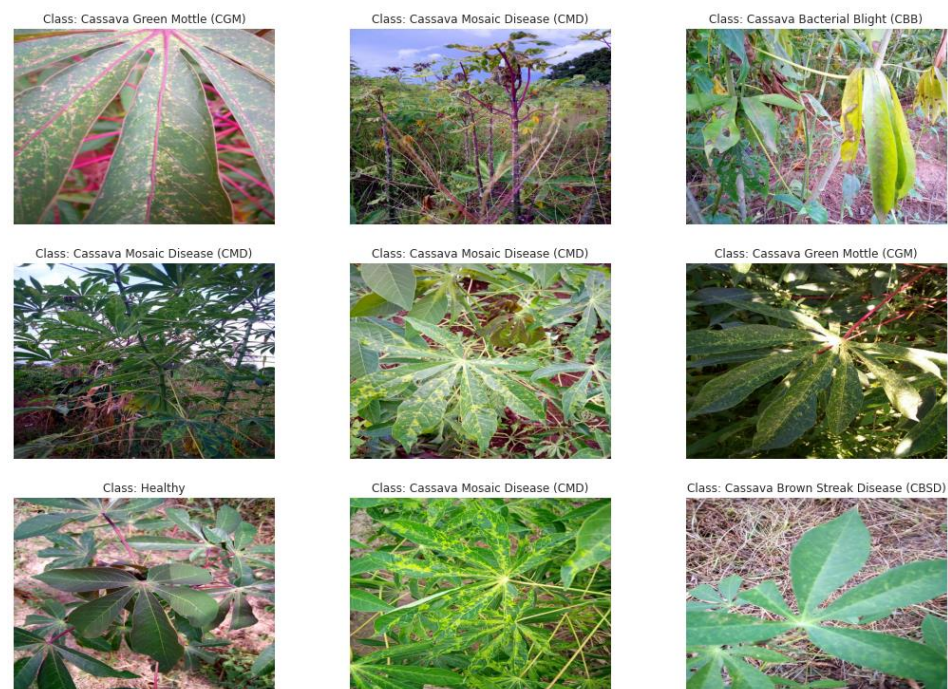 Class: Cassava Green Mottle (CGM)
Class: Cassava Mosaic Disease (CMD)
Class: Cassava Bacterial Blight (CBB)
Class: Cassava Mosaic Disease (CMD)
Class: Cassava Mosaic Disease (CMD)
Class: Cassava Green Mottle (CGM)
Class: Healthy
Class: Cassava Mosaic Disease (CMD)
Class: Cassava Brown Streak Disease (CBSD)